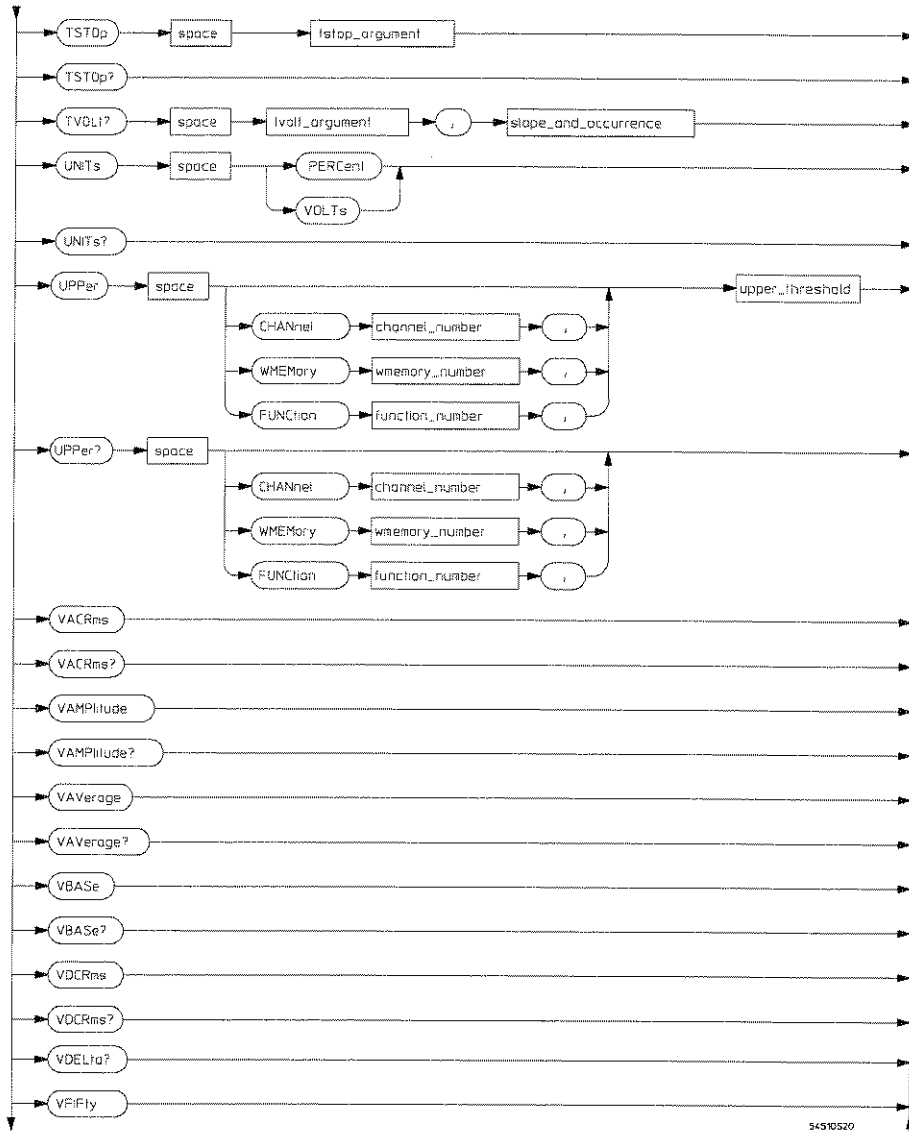 TSTOp space tstop_argument
TSTOp?
TVOLt? space tvolt_argument , slope_and_occurrence
UNITs space PERCent
VOLTs
UNITs?
UPPer space upper_threshold
CHANnel channel_number ,
WMEMory wmemory_number ,
FUNCtion function_number ,
UPPer? space
CHANnel channel_number ,
WMEMory wmemory_number ,
FUNCtion function_number ,
VACRms
VACRms?
VAMPlitude
VAMPlitude?
VAVerage
VAVerage?
VBASe
VBASe?
VDCRms
VDCRms?
VDELta?
VFIFty
54510S20